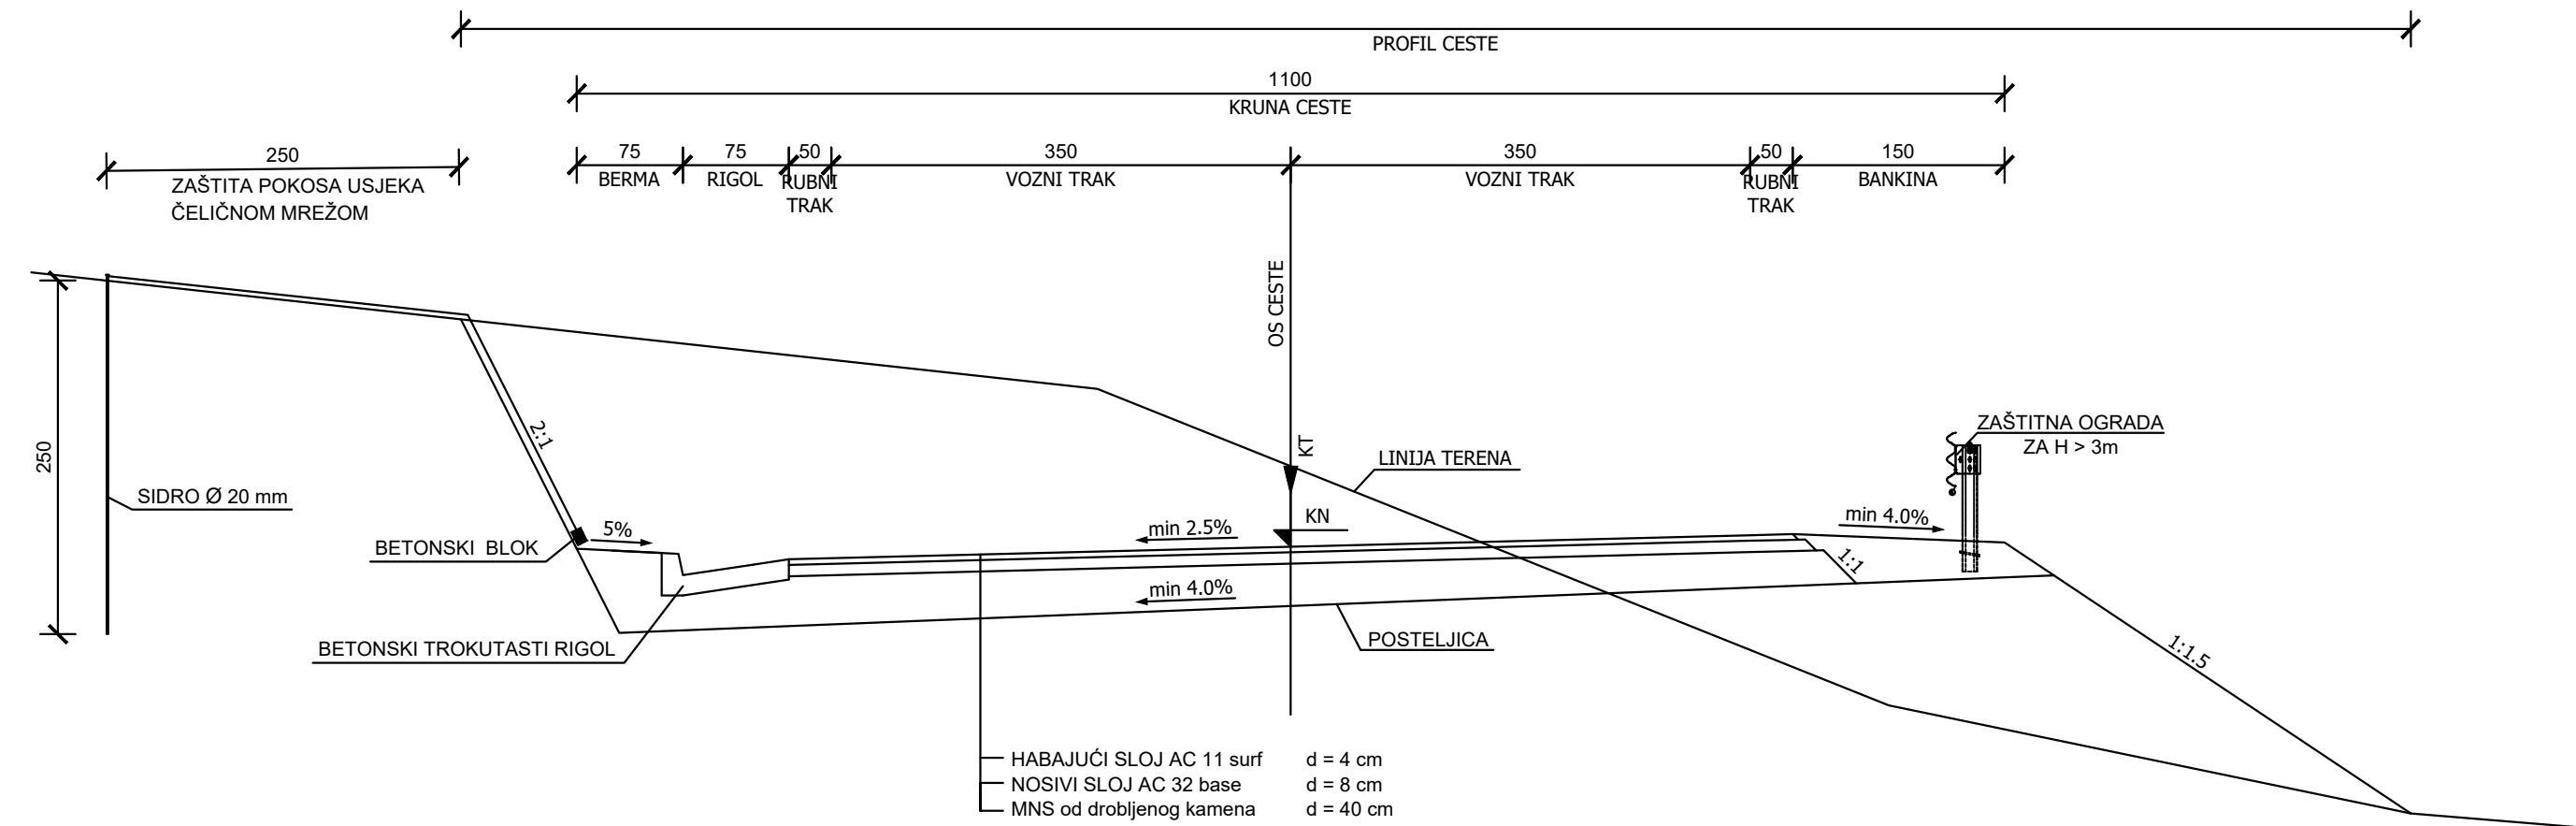 PROFIL CESTE
1100
KRUNA CESTE
250
75
75
50
350
350
50
150
ZAŠTITA POKOSA USJEKA
ČELIČNOM MREŽOM
BERMA
RIGOL
RUBNI
TRAK
VOZNI TRAK
VOZNI TRAK
RUBNI
TRAK
BANKINA
OS CESTE
KT
2:1
250
SIDRO Ø 20 mm
LINIJA TERENA
ZAŠTITNA OGRADA
ZA H > 3m
BETONSKI BLOK
5%
min 2.5%
KN
min 4.0%
1:1
min 4.0%
BETONSKI TROKUTASTI RIGOL
POSTELJICA
1:1.5
HABAJUĆI SLOJ AC 11 surf d = 4 cm
NOSIVI SLOJ AC 32 base d = 8 cm
MNS od drobljenog kamena d = 40 cm